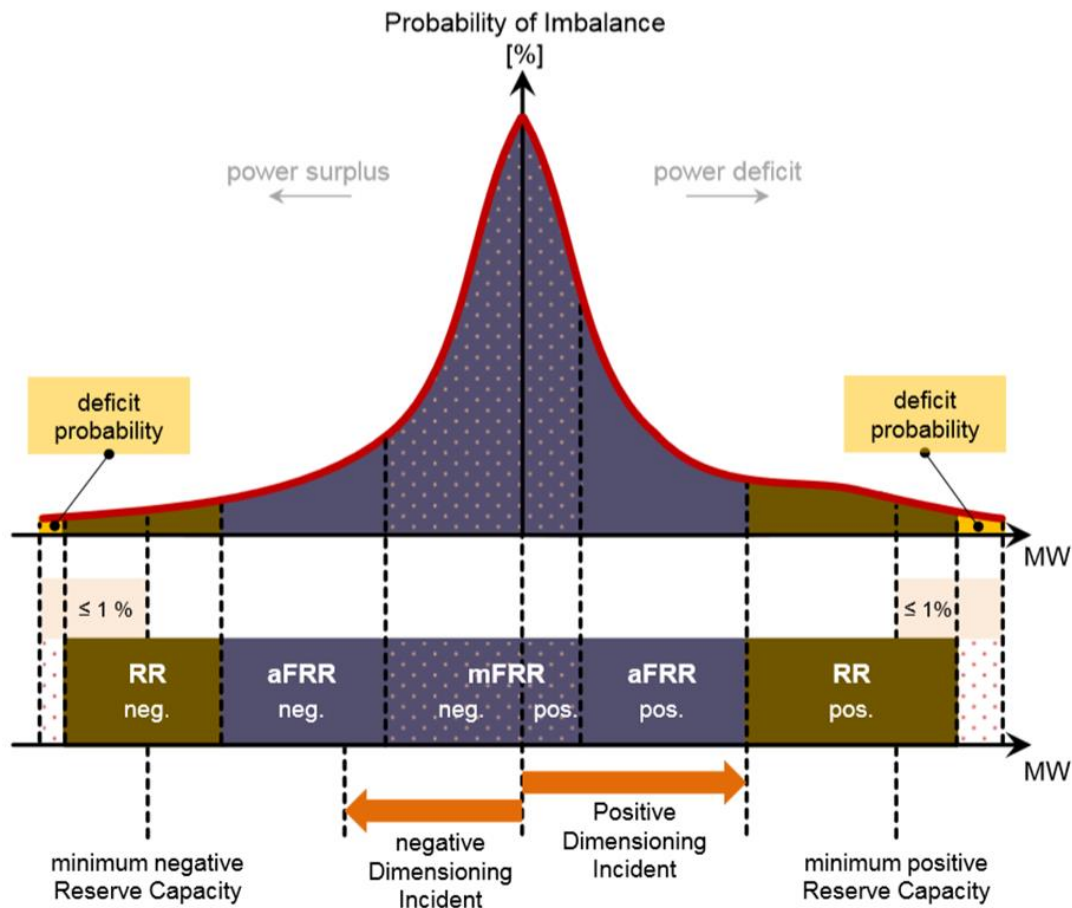 Probability of Imbalance
[%]
power surplus
power deficit
deficit
probability
deficit
probability
MW
≤ 1 %
≤ 1%
RR
neg.
aFRR
neg.
mFRR
neg.
pos.
aFRR
pos.
RR
pos.
MW
minimum negative
Reserve Capacity
negative
Dimensioning
Incident
Positive
Dimensioning
Incident
minimum positive
Reserve Capacity